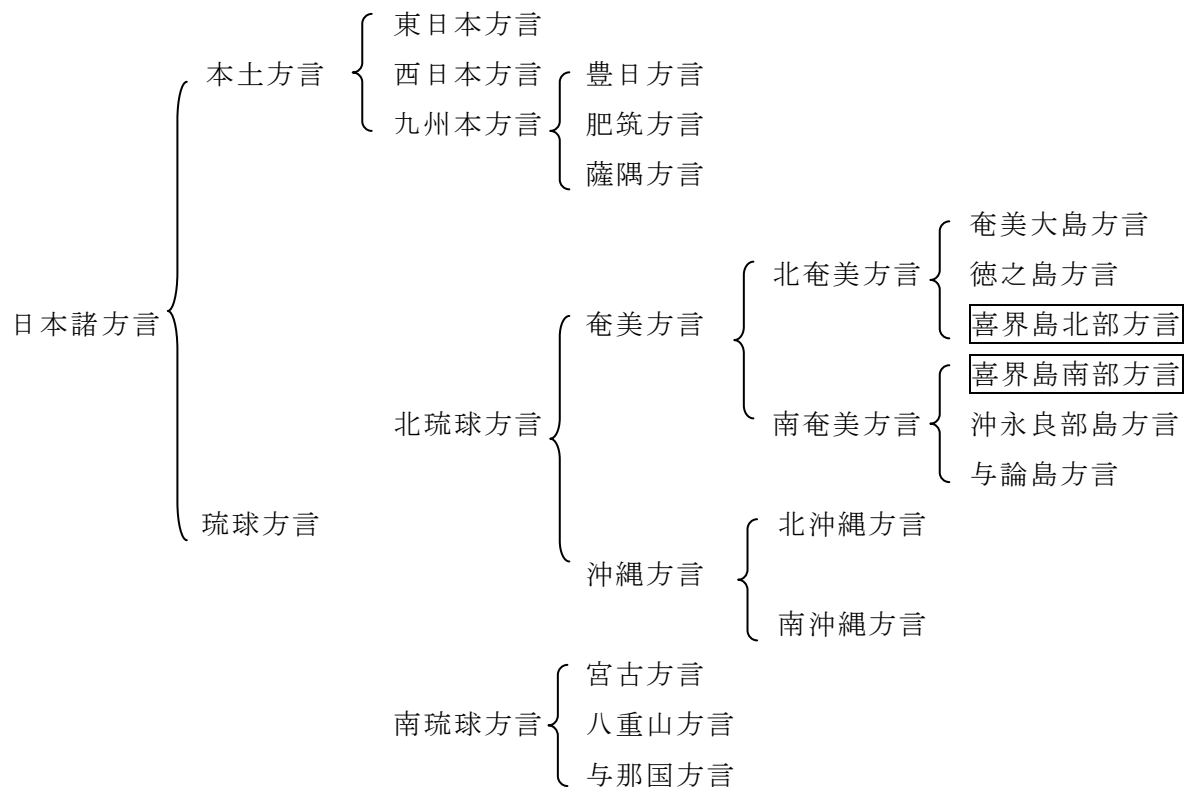 東日本方言
本土方言 西日本方言 豊日方言
九州本方言 肥筑方言
薩隅方言
奄美大島方言
北奄美方言 徳之島方言
日本諸方言 奄美方言 喜界島北部方言
喜界島南部方言
北琉球方言 南奄美方言 沖永良部島方言
与論島方言
琉球方言 北沖縄方言
沖縄方言
南沖縄方言
宮古方言
南琉球方言 八重山方言
与那国方言